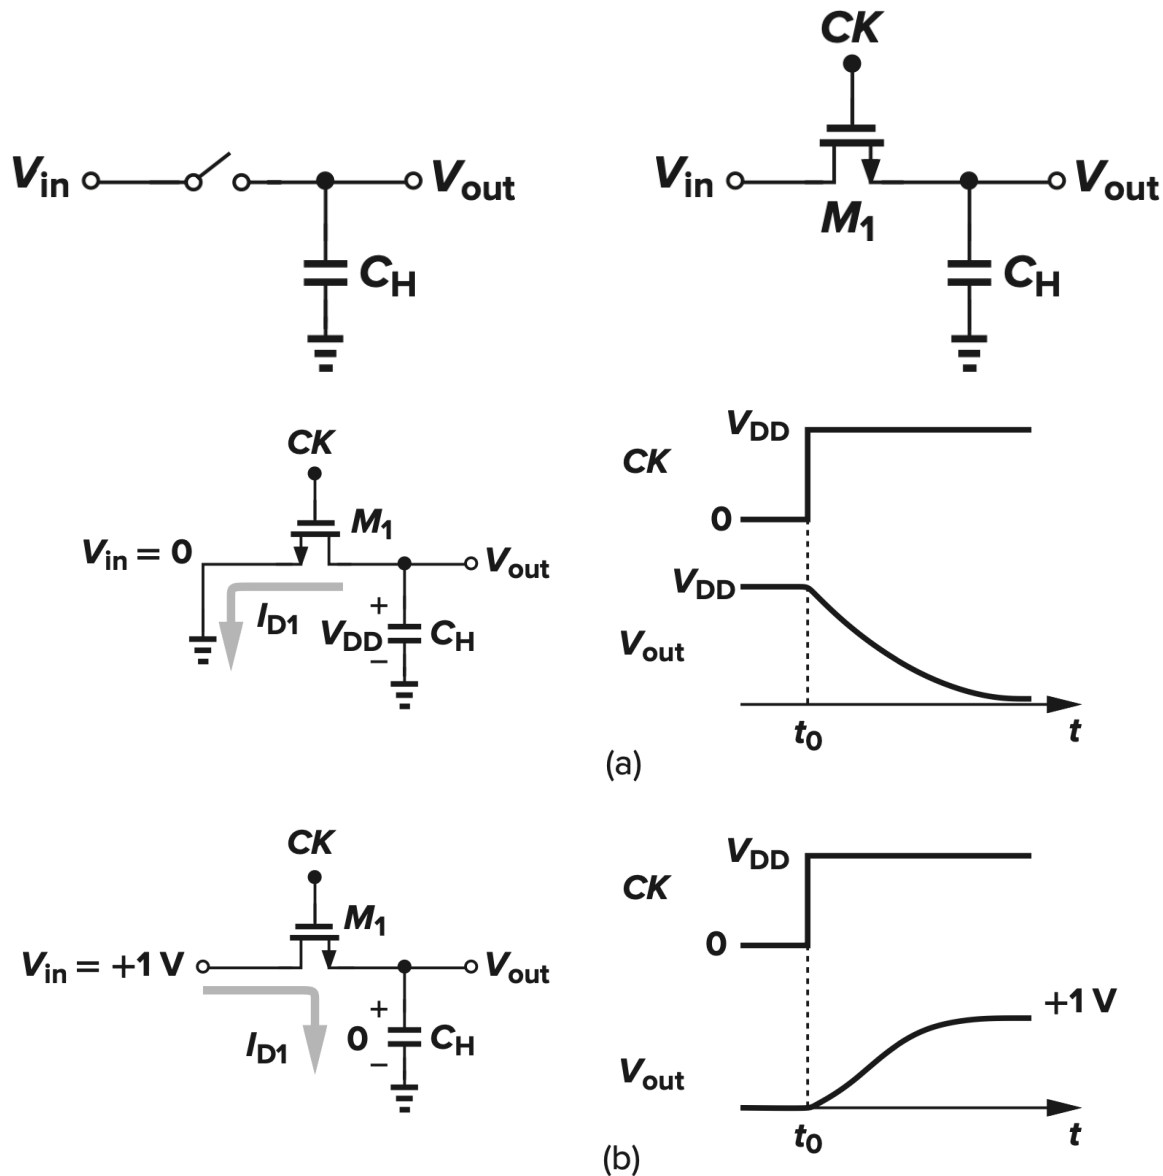 CK
Vin Vout
CH
Vin M1 Vout
CH
CK
M1
Vin = 0 Vout
ID1 + VDD − CH
VDD
CK
0
VDD
Vout
t0 t
(a)
CK
M1
Vin = +1 V Vout
ID1 + 0 − CH
VDD
CK
0
+1 V
Vout
t0 t
(b)